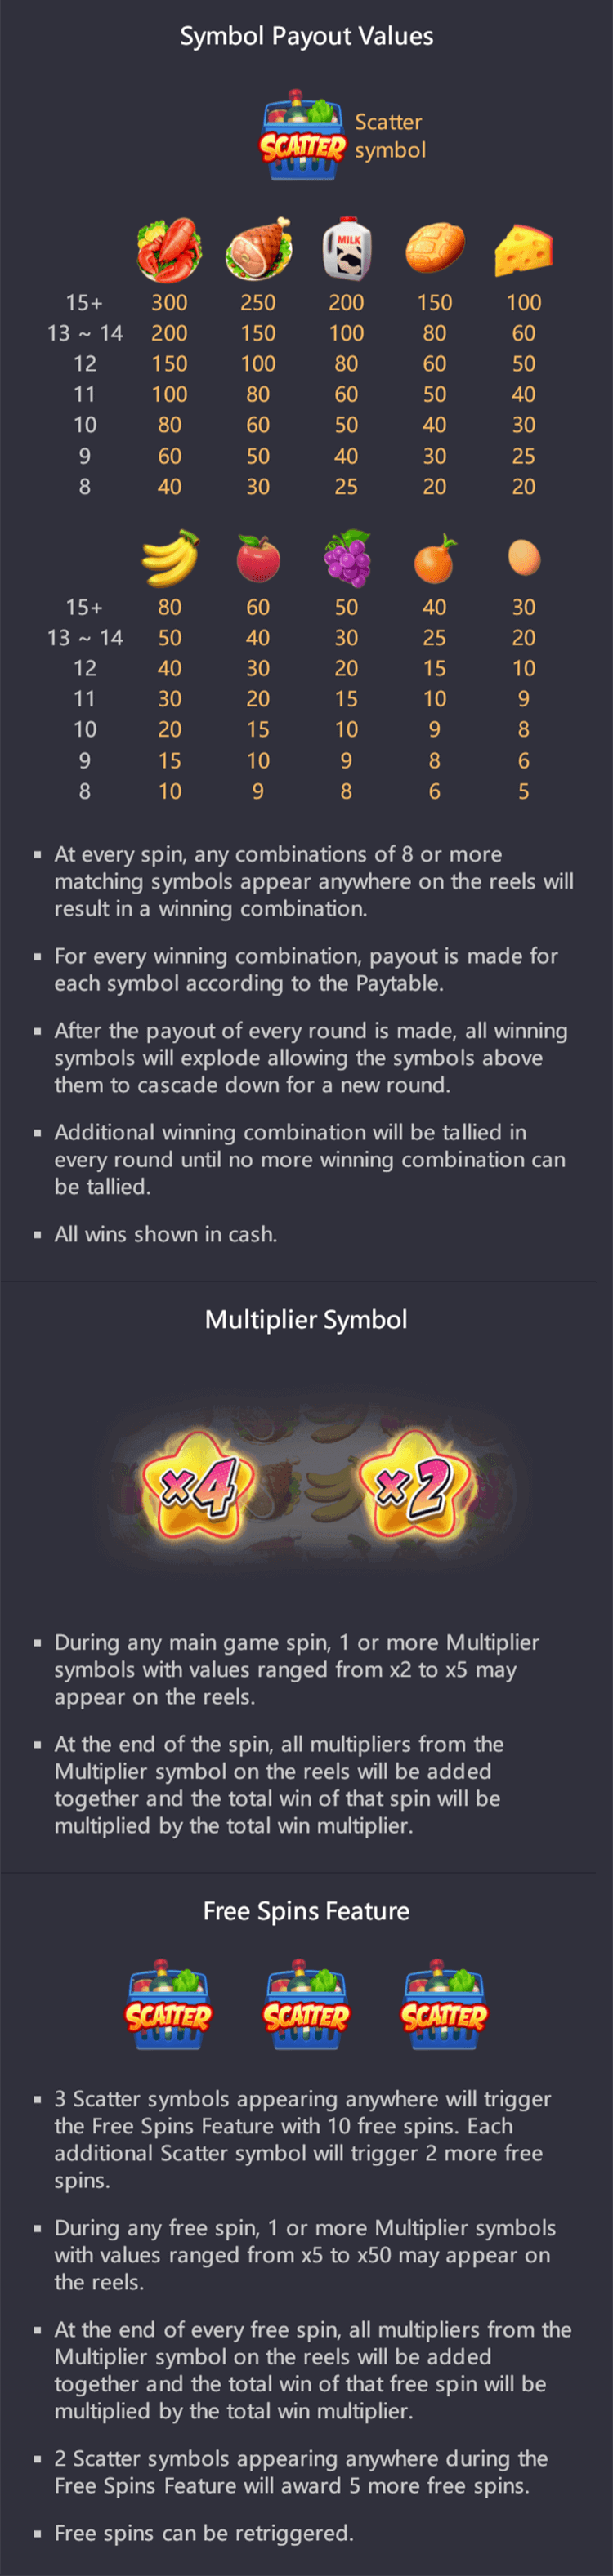 Symbol Payout Values
SCATTER
Scatter
symbol
MILK
15+ 300 250 200 150 100
13 ~ 14 200 150 100 80 60
12 150 100 80 60 50
11 100 80 60 50 40
10 80 60 50 40 30
9 60 50 40 30 25
8 40 30 25 20 20
15+ 80 60 50 40 30
13 ~ 14 50 40 30 25 20
12 40 30 20 15 10
11 30 20 15 10 9
10 20 15 10 9 8
9 15 10 9 8 6
8 10 9 8 6 5
▪ At every spin, any combinations of 8 or more
matching symbols appear anywhere on the reels will
result in a winning combination.
▪ For every winning combination, payout is made for
each symbol according to the Paytable.
▪ After the payout of every round is made, all winning
symbols will explode allowing the symbols above
them to cascade down for a new round.
▪ Additional winning combination will be tallied in
every round until no more winning combination can
be tallied.
▪ All wins shown in cash.
Multiplier Symbol
x4 x2
▪ During any main game spin, 1 or more Multiplier
symbols with values ranged from x2 to x5 may
appear on the reels.
▪ At the end of the spin, all multipliers from the
Multiplier symbol on the reels will be added
together and the total win of that spin will be
multiplied by the total win multiplier.
Free Spins Feature
SCATTER SCATTER SCATTER
▪ 3 Scatter symbols appearing anywhere will trigger
the Free Spins Feature with 10 free spins. Each
additional Scatter symbol will trigger 2 more free
spins.
▪ During any free spin, 1 or more Multiplier symbols
with values ranged from x5 to x50 may appear on
the reels.
▪ At the end of every free spin, all multipliers from the
Multiplier symbol on the reels will be added
together and the total win of that free spin will be
multiplied by the total win multiplier.
▪ 2 Scatter symbols appearing anywhere during the
Free Spins Feature will award 5 more free spins.
▪ Free spins can be retriggered.